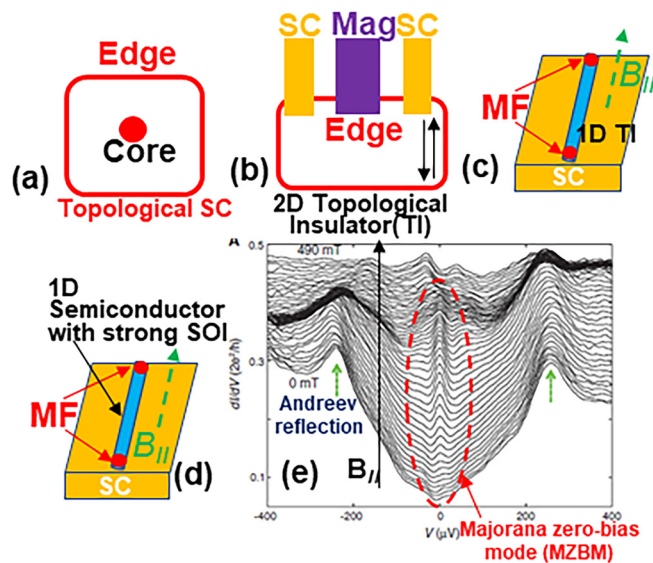 Edge
Core
(a)
Topological SC
SC Mag SC
Edge
(b)
2D Topological
Insulator(TI)
B//
MF
1D TI
(c)
SC
1D
Semiconductor
with strong SOI
MF
B//
SC
(d)
A
0.5
490 mT
0.3
dI/dV (2e²/h)
0 mT
Andreev
reflection
0.1
(e)
B//
-400
-200
0
200
400
V (µV)
Majorana zero-bias
mode (MZBM)